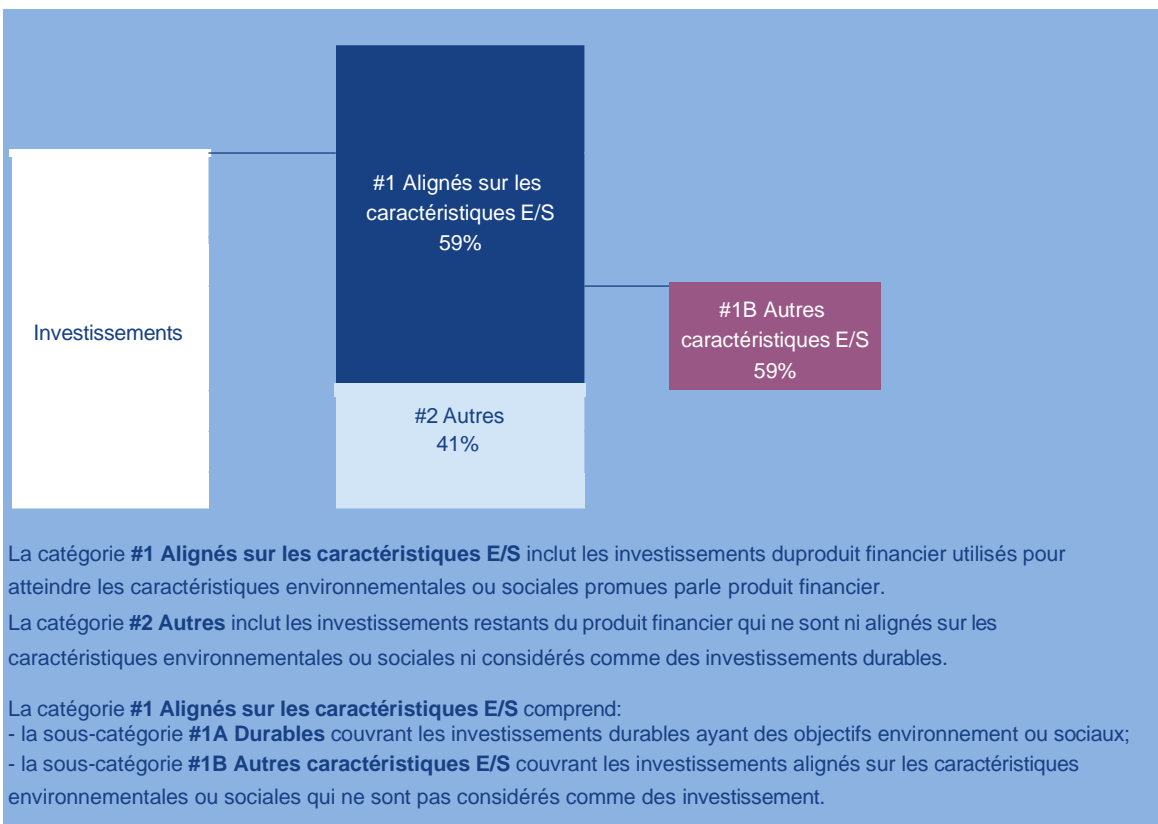 #1 Alignés sur les
caractéristiques E/S
59%
Investissements
#1B Autres
caractéristiques E/S
59%
#2 Autres
41%
La catégorie #1 Alignés sur les caractéristiques E/S inclut les investissements duproduit financier utilisés pour
atteindre les caractéristiques environnementales ou sociales promues parle produit financier.
La catégorie #2 Autres inclut les investissements restants du produit financier qui ne sont ni alignés sur les
caractéristiques environnementales ou sociales ni considérés comme des investissements durables.
La catégorie #1 Alignés sur les caractéristiques E/S comprend:
- la sous-catégorie #1A Durables couvrant les investissements durables ayant des objectifs environnement ou sociaux;
- la sous-catégorie #1B Autres caractéristiques E/S couvrant les investissements alignés sur les caractéristiques
environnementales ou sociales qui ne sont pas considérés comme des investissement.